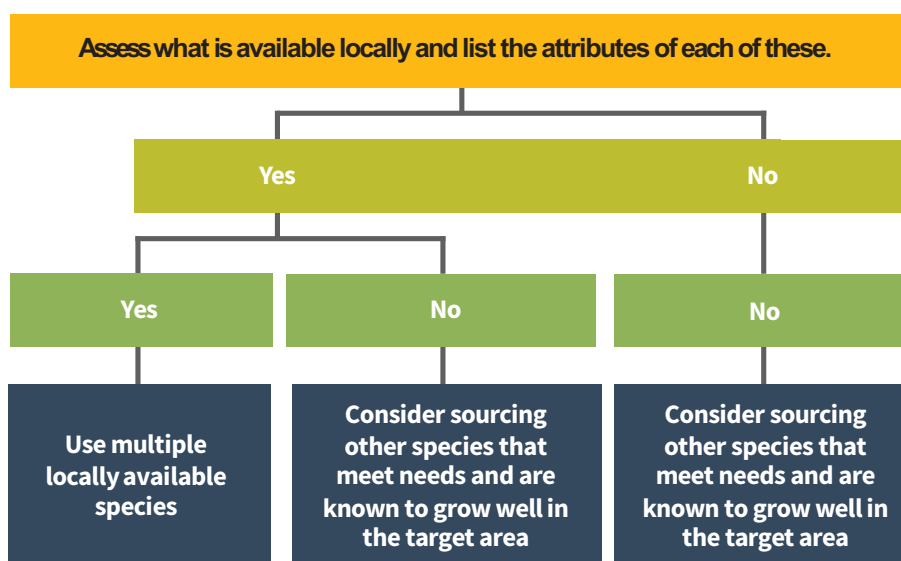 Assess what is available locally and list the attributes of each of these.
Yes
No
Yes
No
No
Use multiple
locally available
species
Consider sourcing
other species that
meet needs and are
known to grow well in
the target area
Consider sourcing
other species that
meet needs and are
known to grow well in
the target area